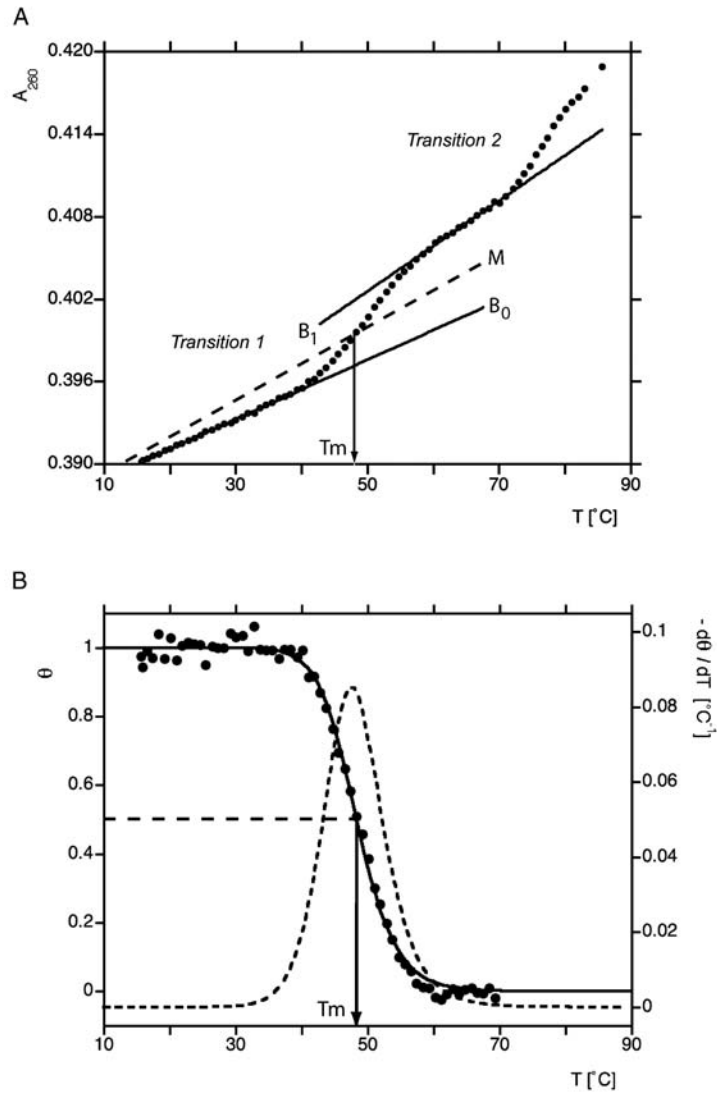 A
0.420
A260
0.414
Transition 2
0.408
M
0.402
B1
B0
Transition 1
0.396
Tm
0.390
10 30 50 70 90
T [°C]
B
1 0.1
θ
- dθ / dT [°C-1]
0.8 0.08
0.6 0.06
0.4 0.04
0.2 0.02
Tm
0 0
10 30 50 70 90
T [°C]